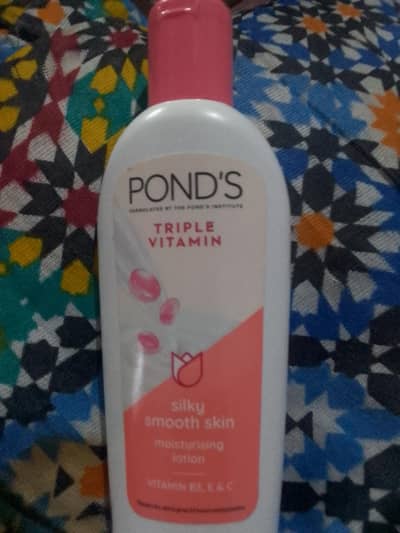 POND'S
FORMULATED BY THE POND'S INSTITUTE
TRIPLE
VITAMIN
silky
smooth skin
moisturising
lotion
VITAMIN B3, E & C